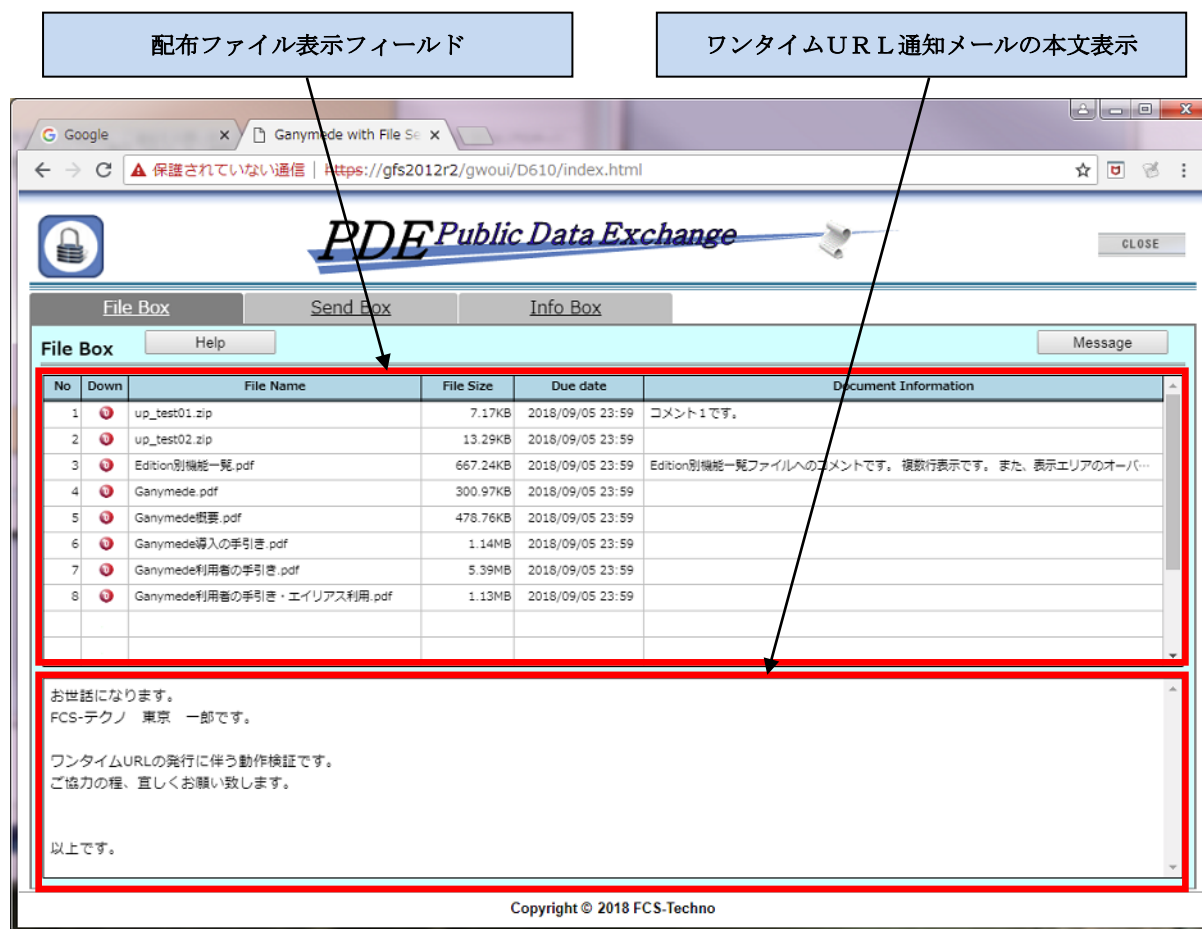 配布ファイル表示フィールド
ワンタイムＵＲＬ通知メールの本文表示
Google
Ganymede with File Se
保護されていない通信 | https://gfs2012r2/gwoui/D610/index.html
PDE Public Data Exchange
CLOSE
File Box Send Box Info Box
File Box Help Message
No Down File Name File Size Due date Document Information
1 up_test01.zip 7.17KB 2018/09/05 23:59 コメント１です。
2 up_test02.zip 13.29KB 2018/09/05 23:59
3 Edition別機能一覧.pdf 667.24KB 2018/09/05 23:59 Edition別機能一覧ファイルへのコメントです。 複数行表示です。 また、表示エリアのオーバ…
4 Ganymede.pdf 300.97KB 2018/09/05 23:59
5 Ganymede概要.pdf 478.76KB 2018/09/05 23:59
6 Ganymede導入の手引き.pdf 1.14MB 2018/09/05 23:59
7 Ganymede利用者の手引き.pdf 5.39MB 2018/09/05 23:59
8 Ganymede利用者の手引き・エイリアス利用.pdf 1.13MB 2018/09/05 23:59
お世話になります。
FCS-テクノ　東京　一郎です。
ワンタイムURLの発行に伴う動作検証です。
ご協力の程、宜しくお願い致します。
以上です。
Copyright © 2018 FCS-Techno